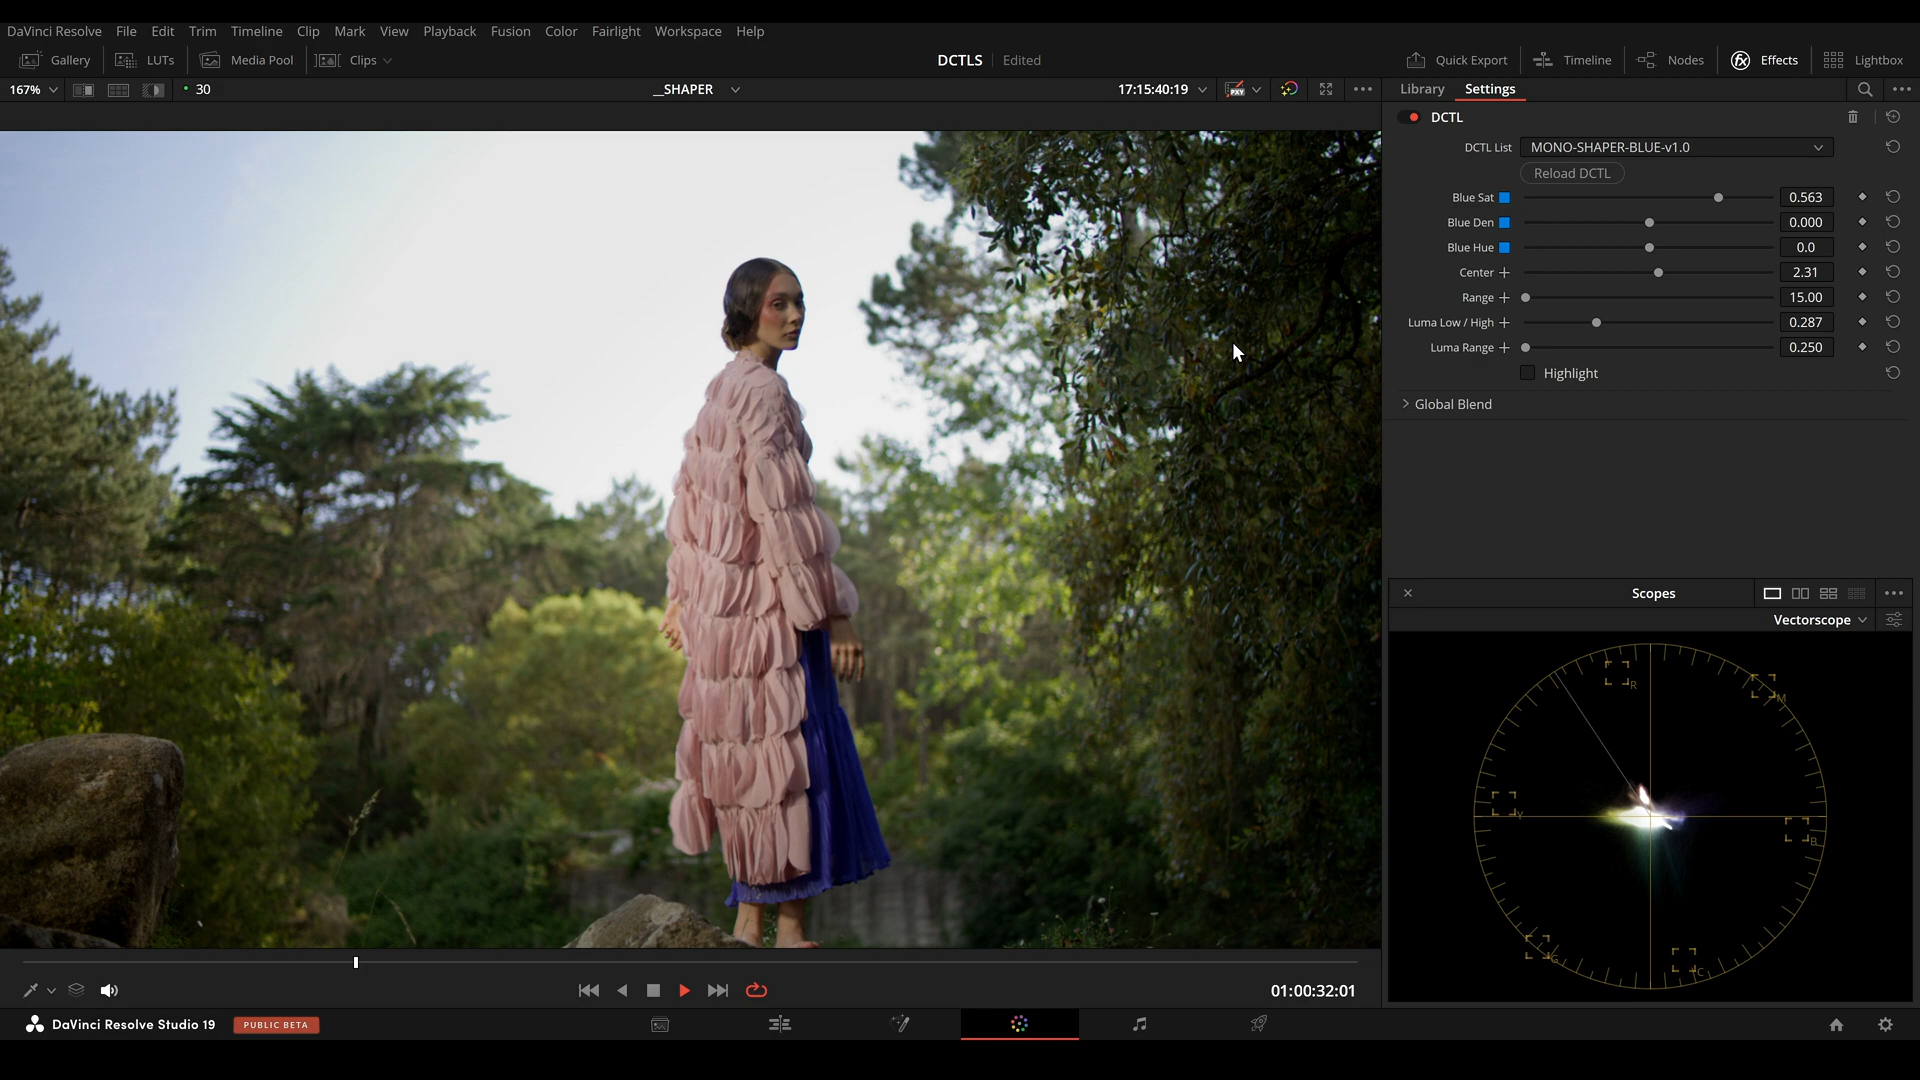 DaVinci Resolve File Edit Trim Timeline Clip Mark View Playback Fusion Color Fairlight Workspace Help
Gallery LUTs Media Pool Clips DCTLS Edited Quick Export Timeline Nodes Effects Lightbox
167% 30 __SHAPER 17:15:40:19 PXY Library Settings
DCTL
DCTL List MONO-SHAPER-BLUE-v1.0
Reload DCTL
Blue Sat 0.563
Blue Den 0.000
Blue Hue 0.0
Center 2.31
Range 15.00
Luma Low / High 0.287
Luma Range 0.250
Highlight
Global Blend
Scopes
Vectorscope
R
M
Y
B
G
C
01:00:32:01
DaVinci Resolve Studio 19 PUBLIC BETA